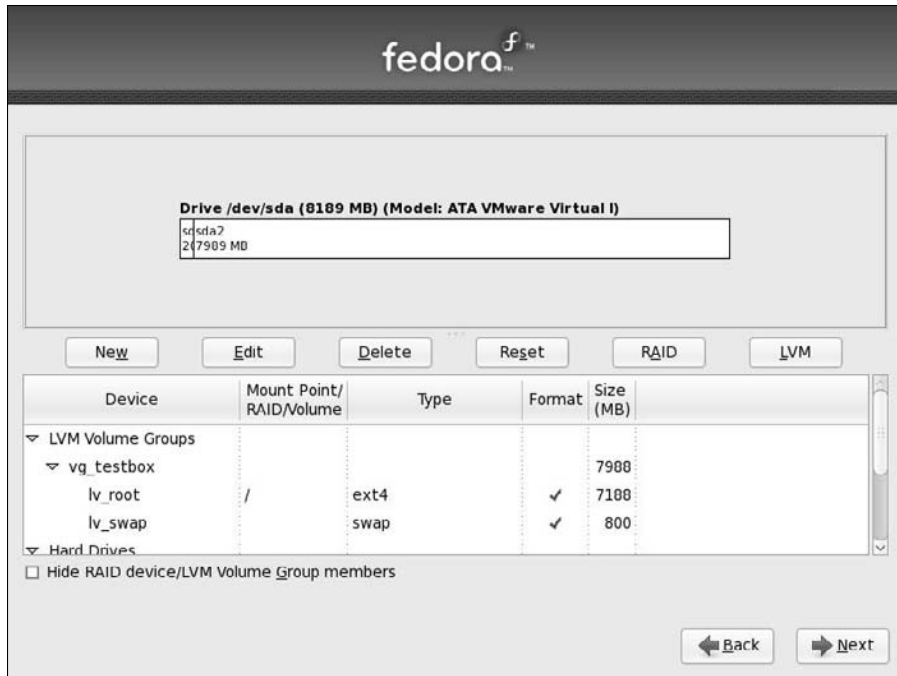 fedora f ™
™
Drive /dev/sda (8189 MB) (Model: ATA VMware Virtual I)
sda2
7989 MB
New Edit Delete Reset RAID LVM
Device Mount Point/ RAID/Volume Type Format Size (MB)
LVM Volume Groups
vg_testbox 7988
lv_root / ext4 ✓ 7188
lv_swap swap ✓ 800
Hard Drives
Hide RAID device/LVM Volume Group members
Back Next